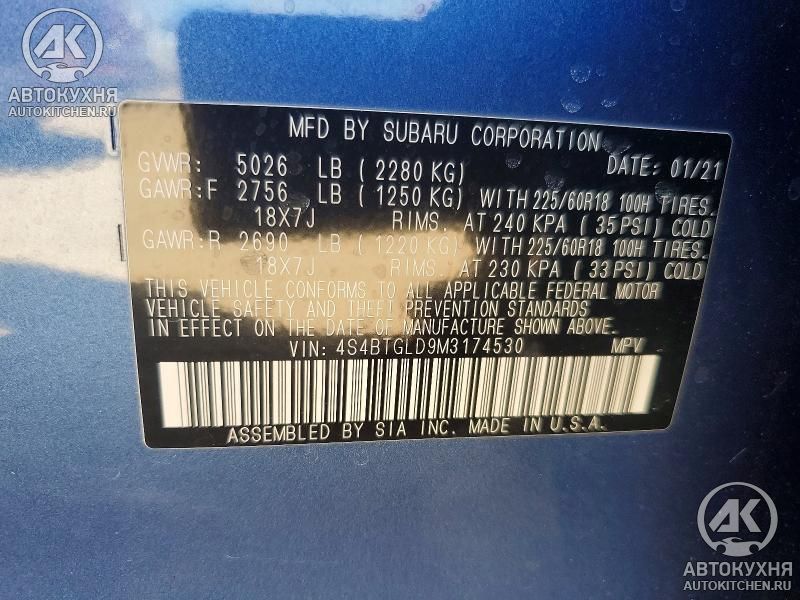 AK
АВТОКУХНЯ
AUTOKITCHEN.RU
MFD BY SUBARU CORPORATION
GVWR: 5026 LB ( 2280 KG) DATE: 01/21
GAWR:F 2756 LB ( 1250 KG) WITH 225/60R18 100H TIRES.
18X7J RIMS. AT 240 KPA ( 35 PSI) COLD
GAWR:R 2690 LB ( 1220 KG) WITH 225/60R18 100H TIRES.
18X7J RIMS. AT 230 KPA ( 33 PSI) COLD
THIS VEHICLE CONFORMS TO ALL APPLICABLE FEDERAL MOTOR
VEHICLE SAFETY AND THEFT PREVENTION STANDARDS
IN EFFECT ON THE DATE OF MANUFACTURE SHOWN ABOVE.
VIN: 4S4BTGLD9M3174530 MPV
ASSEMBLED BY SIA INC. MADE IN U.S.A.
AK
АВТОКУХНЯ
AUTOKITCHEN.RU